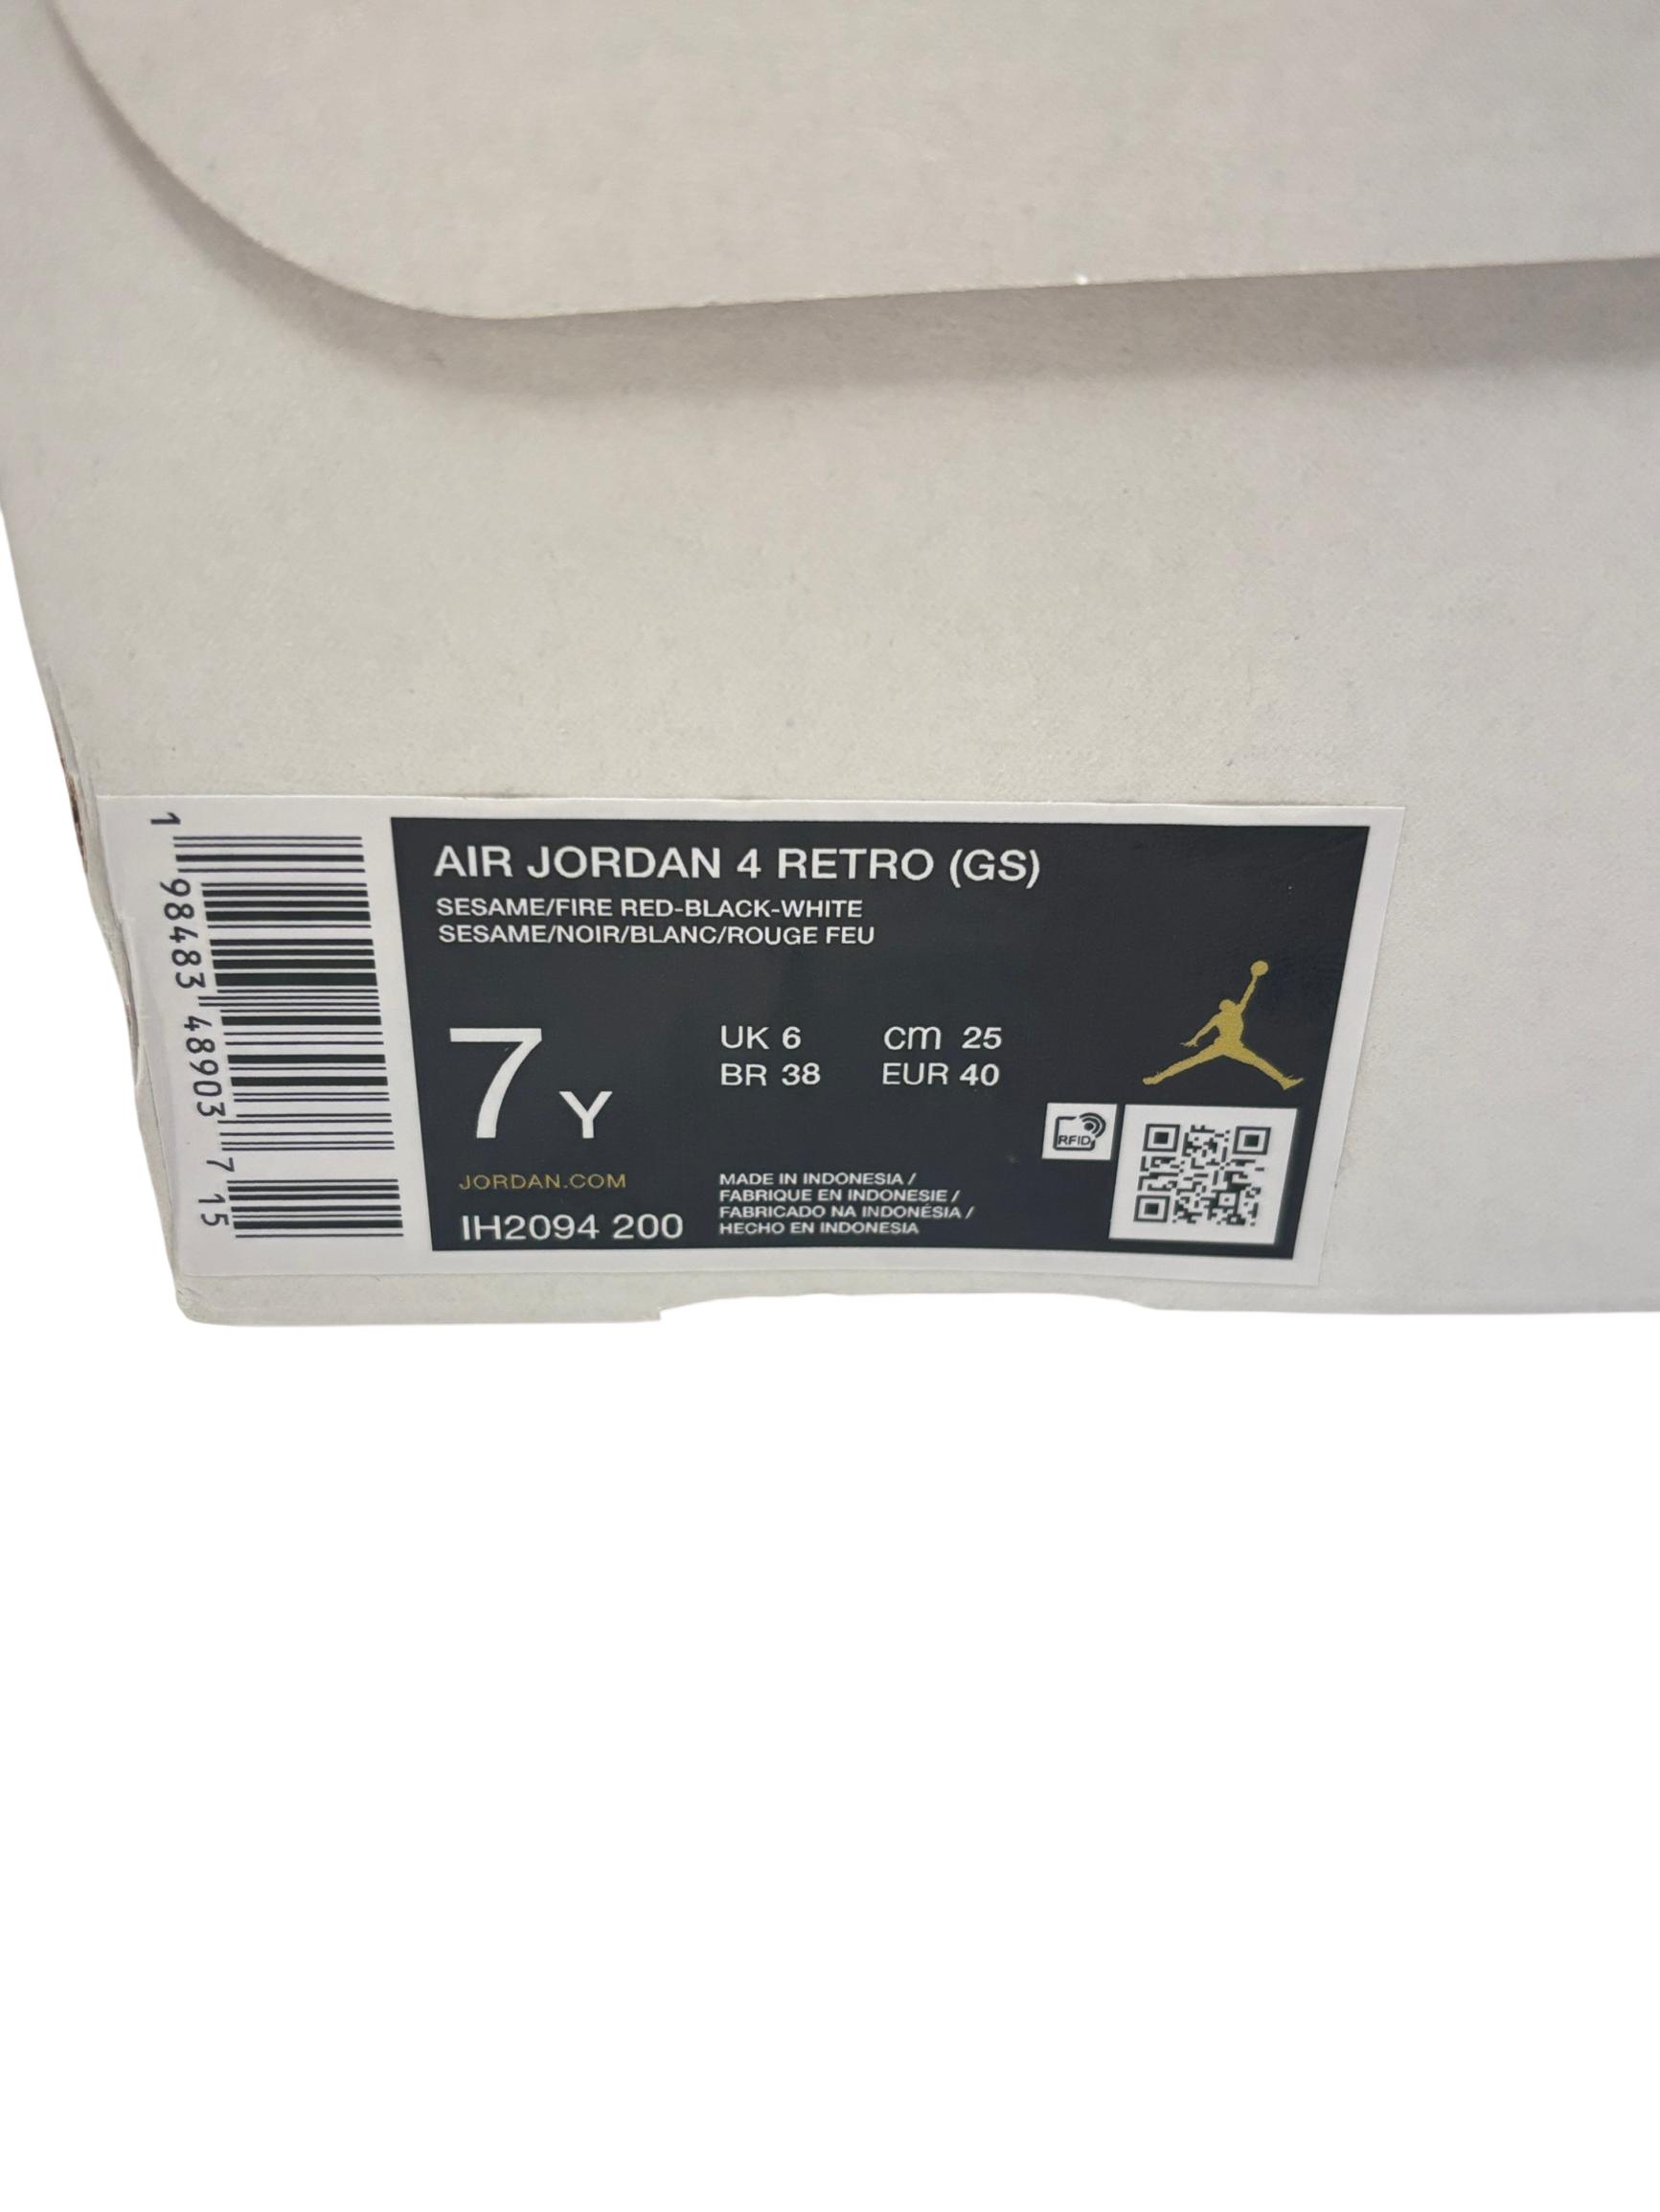 AIR JORDAN 4 RETRO (GS)
SESAME/FIRE RED-BLACK-WHITE
SESAME/NOIR/BLANC/ROUGE FEU
7 Y
UK 6 cm 25
BR 38 EUR 40
RFID
JORDAN.COM
IH2094 200
MADE IN INDONESIA /
FABRIQUE EN INDONESIE /
FABRICADO NA INDONÉSIA /
HECHO EN INDONESIA
1 98483 48903 7 15